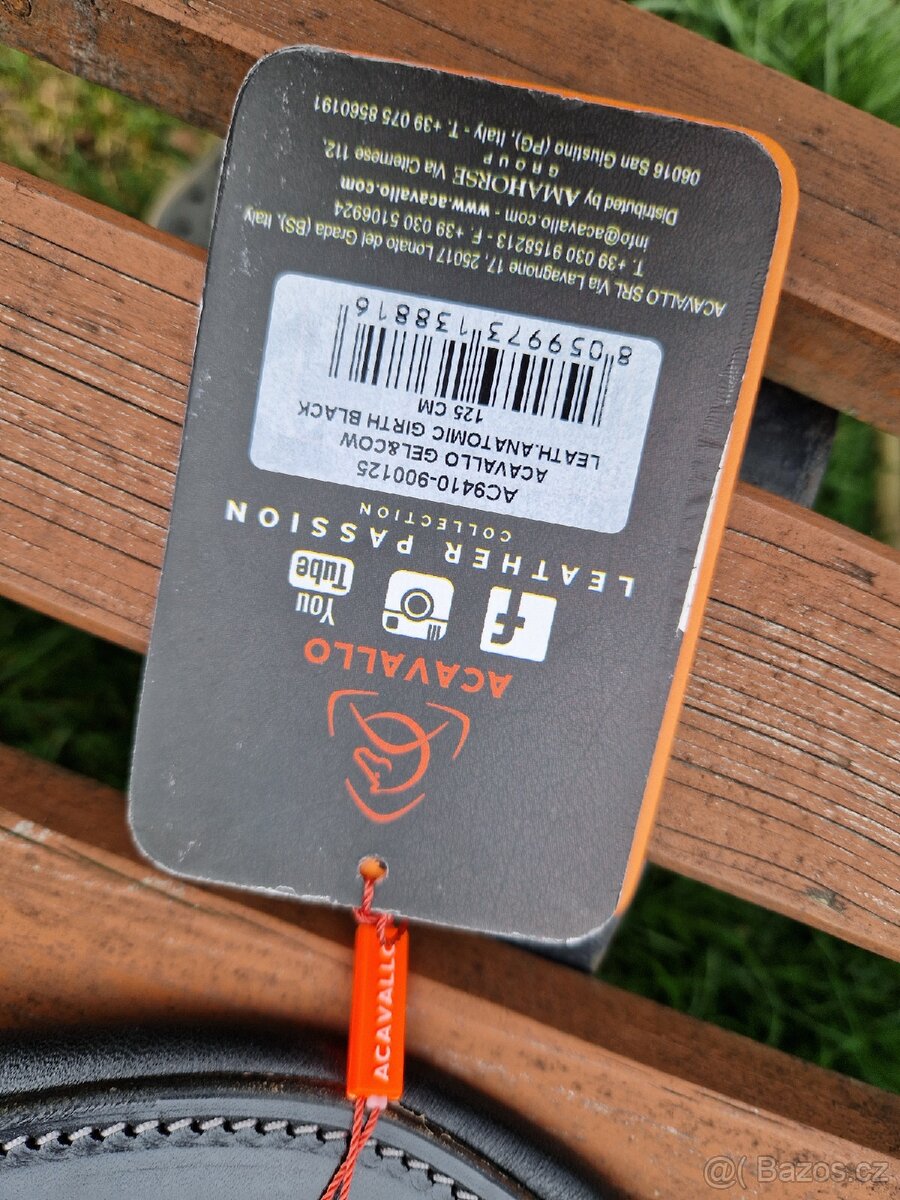 ACAVALLO
You
Tube
LEATHER PASSION
COLLECTION
AC9410-900125
ACAVALLO GEL&COW
LEATH.ANATOMIC GIRTH BLACK
125 CM
8 059973 138816
ACAVALLO SRL Via Lavagnone 17, 25017 Lonato del Grada (BS), Italy
T. +39 030 9158213 - F. +39 030 5106924
info@acavallo.com - www.acavallo.com
Distributed by AMAHORSE Via Citernese 112,
GROUP
06016 San Giustino (PG), Italy - T. +39 075 8560191
ACAVALLO
@( Bazos.cz